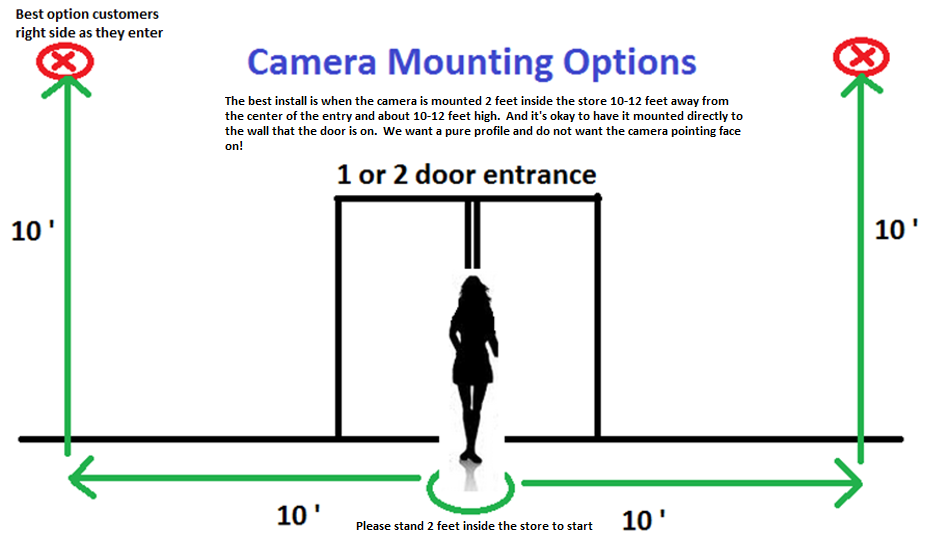 Best option customers
right side as they enter
Camera Mounting Options
The best install is when the camera is mounted 2 feet inside the store 10-12 feet away from
the center of the entry and about 10-12 feet high.  And it's okay to have it mounted directly to
the wall that the door is on.  We want a pure profile and do not want the camera pointing face
on!
1 or 2 door entrance
10 '
10 '
10 '
Please stand 2 feet inside the store to start
10 '